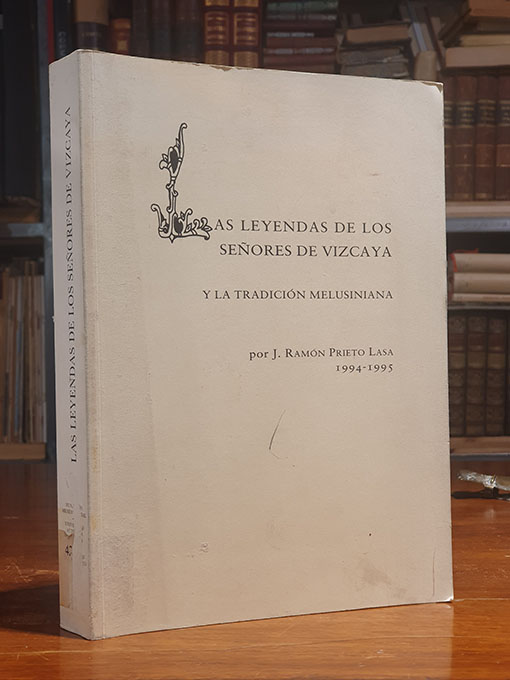 LAS LEYENDAS DE LOS
SEÑORES DE VIZCAYA
Y LA TRADICIÓN MELUSINIANA
por J. RAMÓN PRIETO LASA
1994-1995
LAS LEYENDAS DE LOS SEÑORES DE VIZCAYA